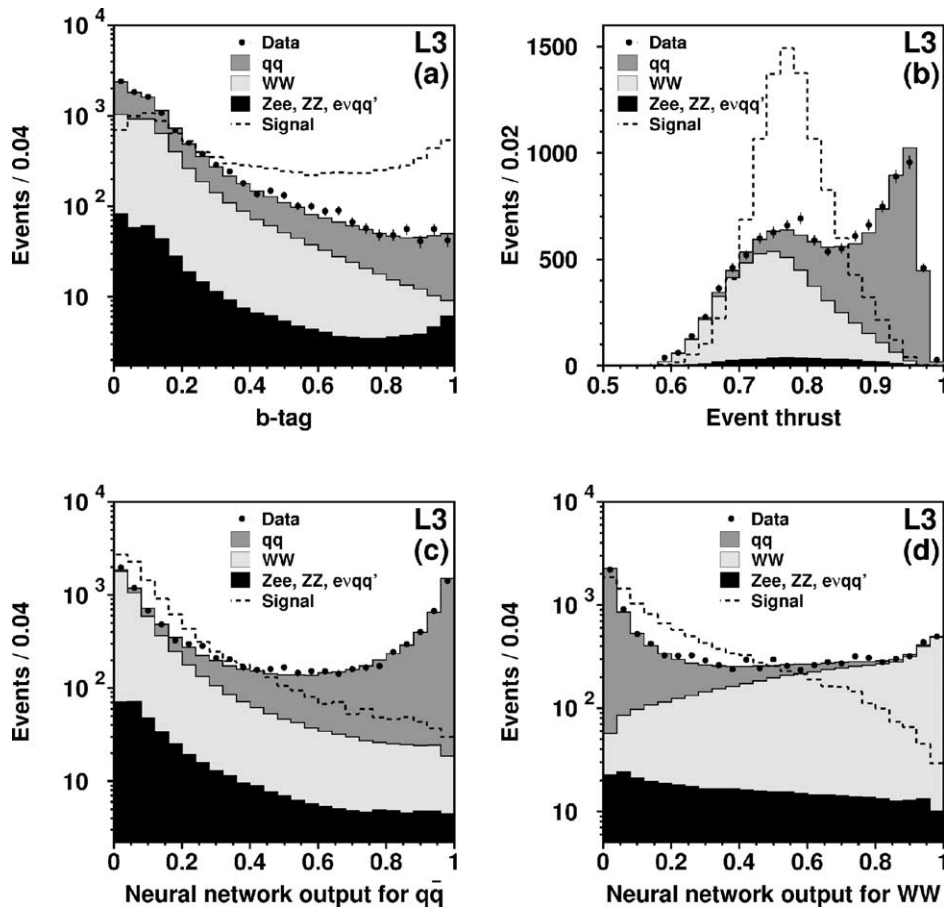 L3
(a)
Data
qq
WW
Zee, ZZ, eνqq'
Signal
Events / 0.04
10^4
10^3
10^2
10
0 0.2 0.4 0.6 0.8 1
b-tag
L3
(b)
Data
qq
WW
Zee, ZZ, eνqq'
Signal
Events / 0.02
1500
1000
500
0
0.5 0.6 0.7 0.8 0.9 1
Event thrust
L3
(c)
Data
qq
WW
Zee, ZZ, eνqq'
Signal
Events / 0.04
10^4
10^3
10^2
10
0 0.2 0.4 0.6 0.8 1
Neural network output for qq̄
L3
(d)
Data
qq
WW
Zee, ZZ, eνqq'
Signal
Events / 0.04
10^4
10^3
10^2
10
0 0.2 0.4 0.6 0.8 1
Neural network output for WW